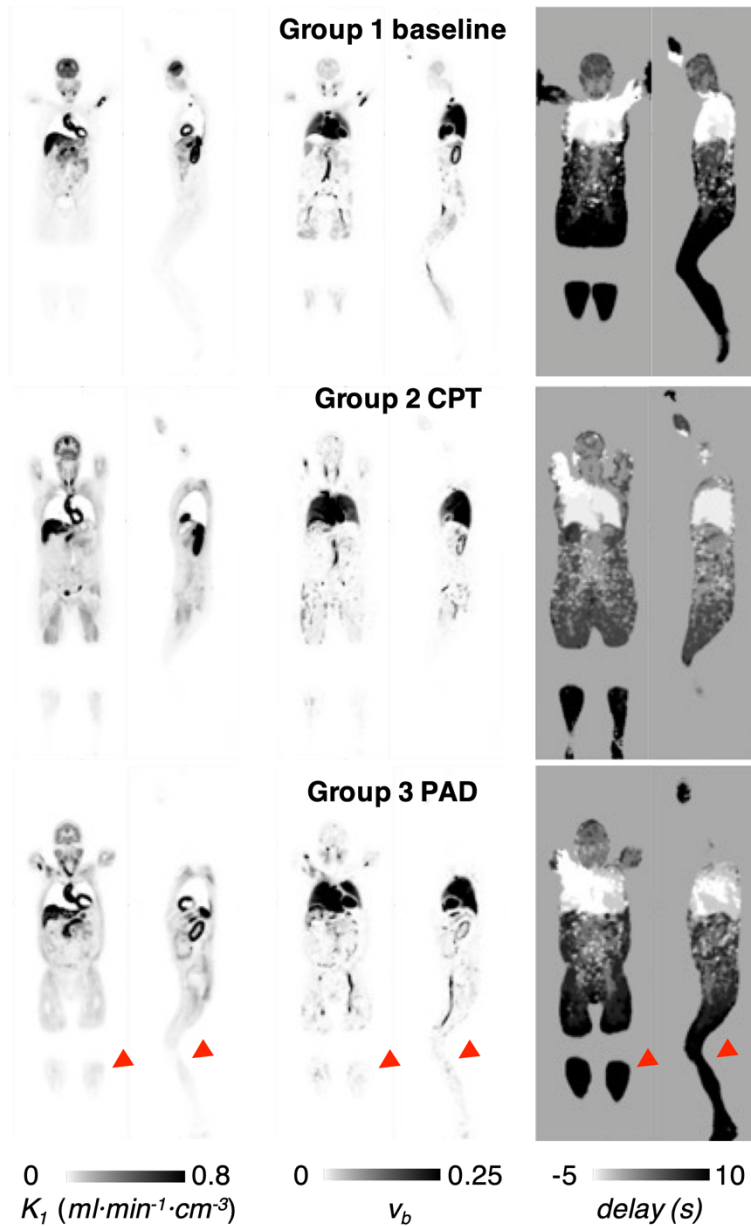 Group 1 baseline
Group 2 CPT
Group 3 PAD
0 0.8
K₁ (ml·min⁻¹·cm⁻³)
0 0.25
v_b
-5 10
delay (s)